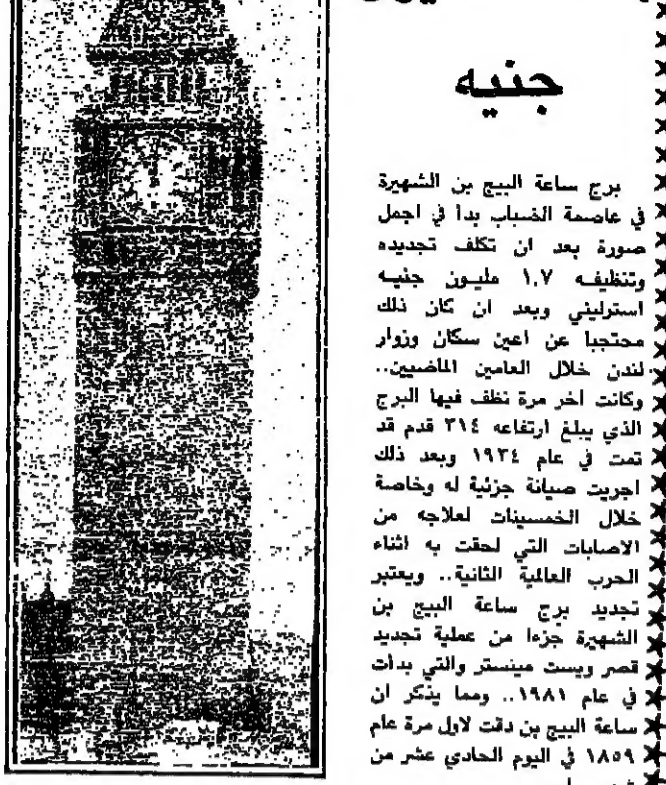 جنيه
برج ساعة البيج بن الشهيرة
في عاصمة الضباب بدأ في اجمل
صورة بعد ان تكلف تجديده
وتنظيفه ١,٧ مليون جنيه
استرليني وبعد ان كان ذلك
محتجبا عن اعين سكان وزوار
لندن خلال العامين الماضيين..
وكانت اخر مرة نظف فيها البرج
الذي يبلغ ارتفاعه ٣١٤ قدم قد
تمت في عام ١٩٣٤ وبعد ذلك
اجريت صيانة جزئية له وخاصة
خلال الخمسينات لعلاجه من
الاصابات التي لحقت به اثناء
الحرب العالمية الثانية.. ويعتبر
تجديد برج ساعة البيج بن
الشهيرة جزءا من عملية تجديد
قصر ويست مينستر والتي بدأت
في عام ١٩٨١.. ومما يذكر ان
ساعة البيج بن دقت لاول مرة عام
١٨٥٩ في اليوم الحادي عشر من